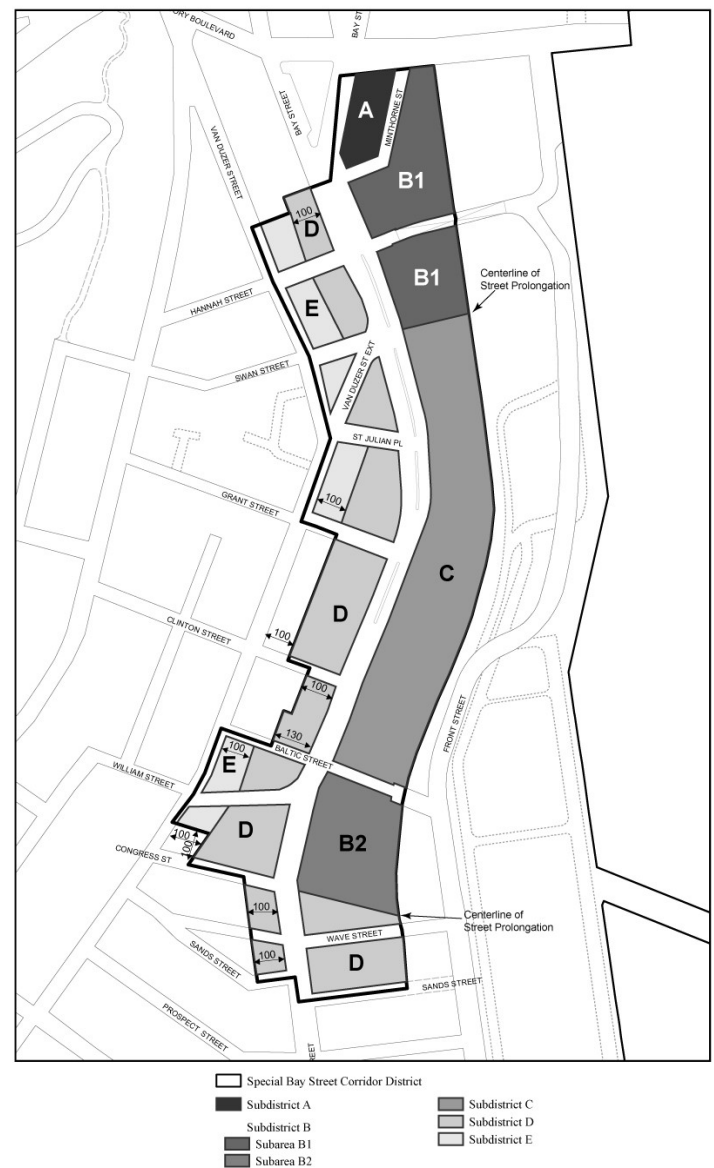 ORY BOULEVARD
BAY ST
BAY STREET
VAN DUZER STREET
A
MINTHORNE ST
B1
100
D
B1
Centerline of
Street Prolongation
HANNAH STREET
E
SWAN STREET
VAN DUZER ST EXT
ST JULIAN PL
100
GRANT STREET
C
D
CLINTON STREET
100
100
130
BALTIC STREET
FRONT STREET
100
E
WILLIAM STREET
D
B2
100
100
CONGRESS ST
100
Centerline of
Street Prolongation
WAVE STREET
SANDS STREET
100
D
SANDS STREET
PROSPECT STREET
REET
Special Bay Street Corridor District
Subdistrict A
Subdistrict B
Subarea B1
Subarea B2
Subdistrict C
Subdistrict D
Subdistrict E